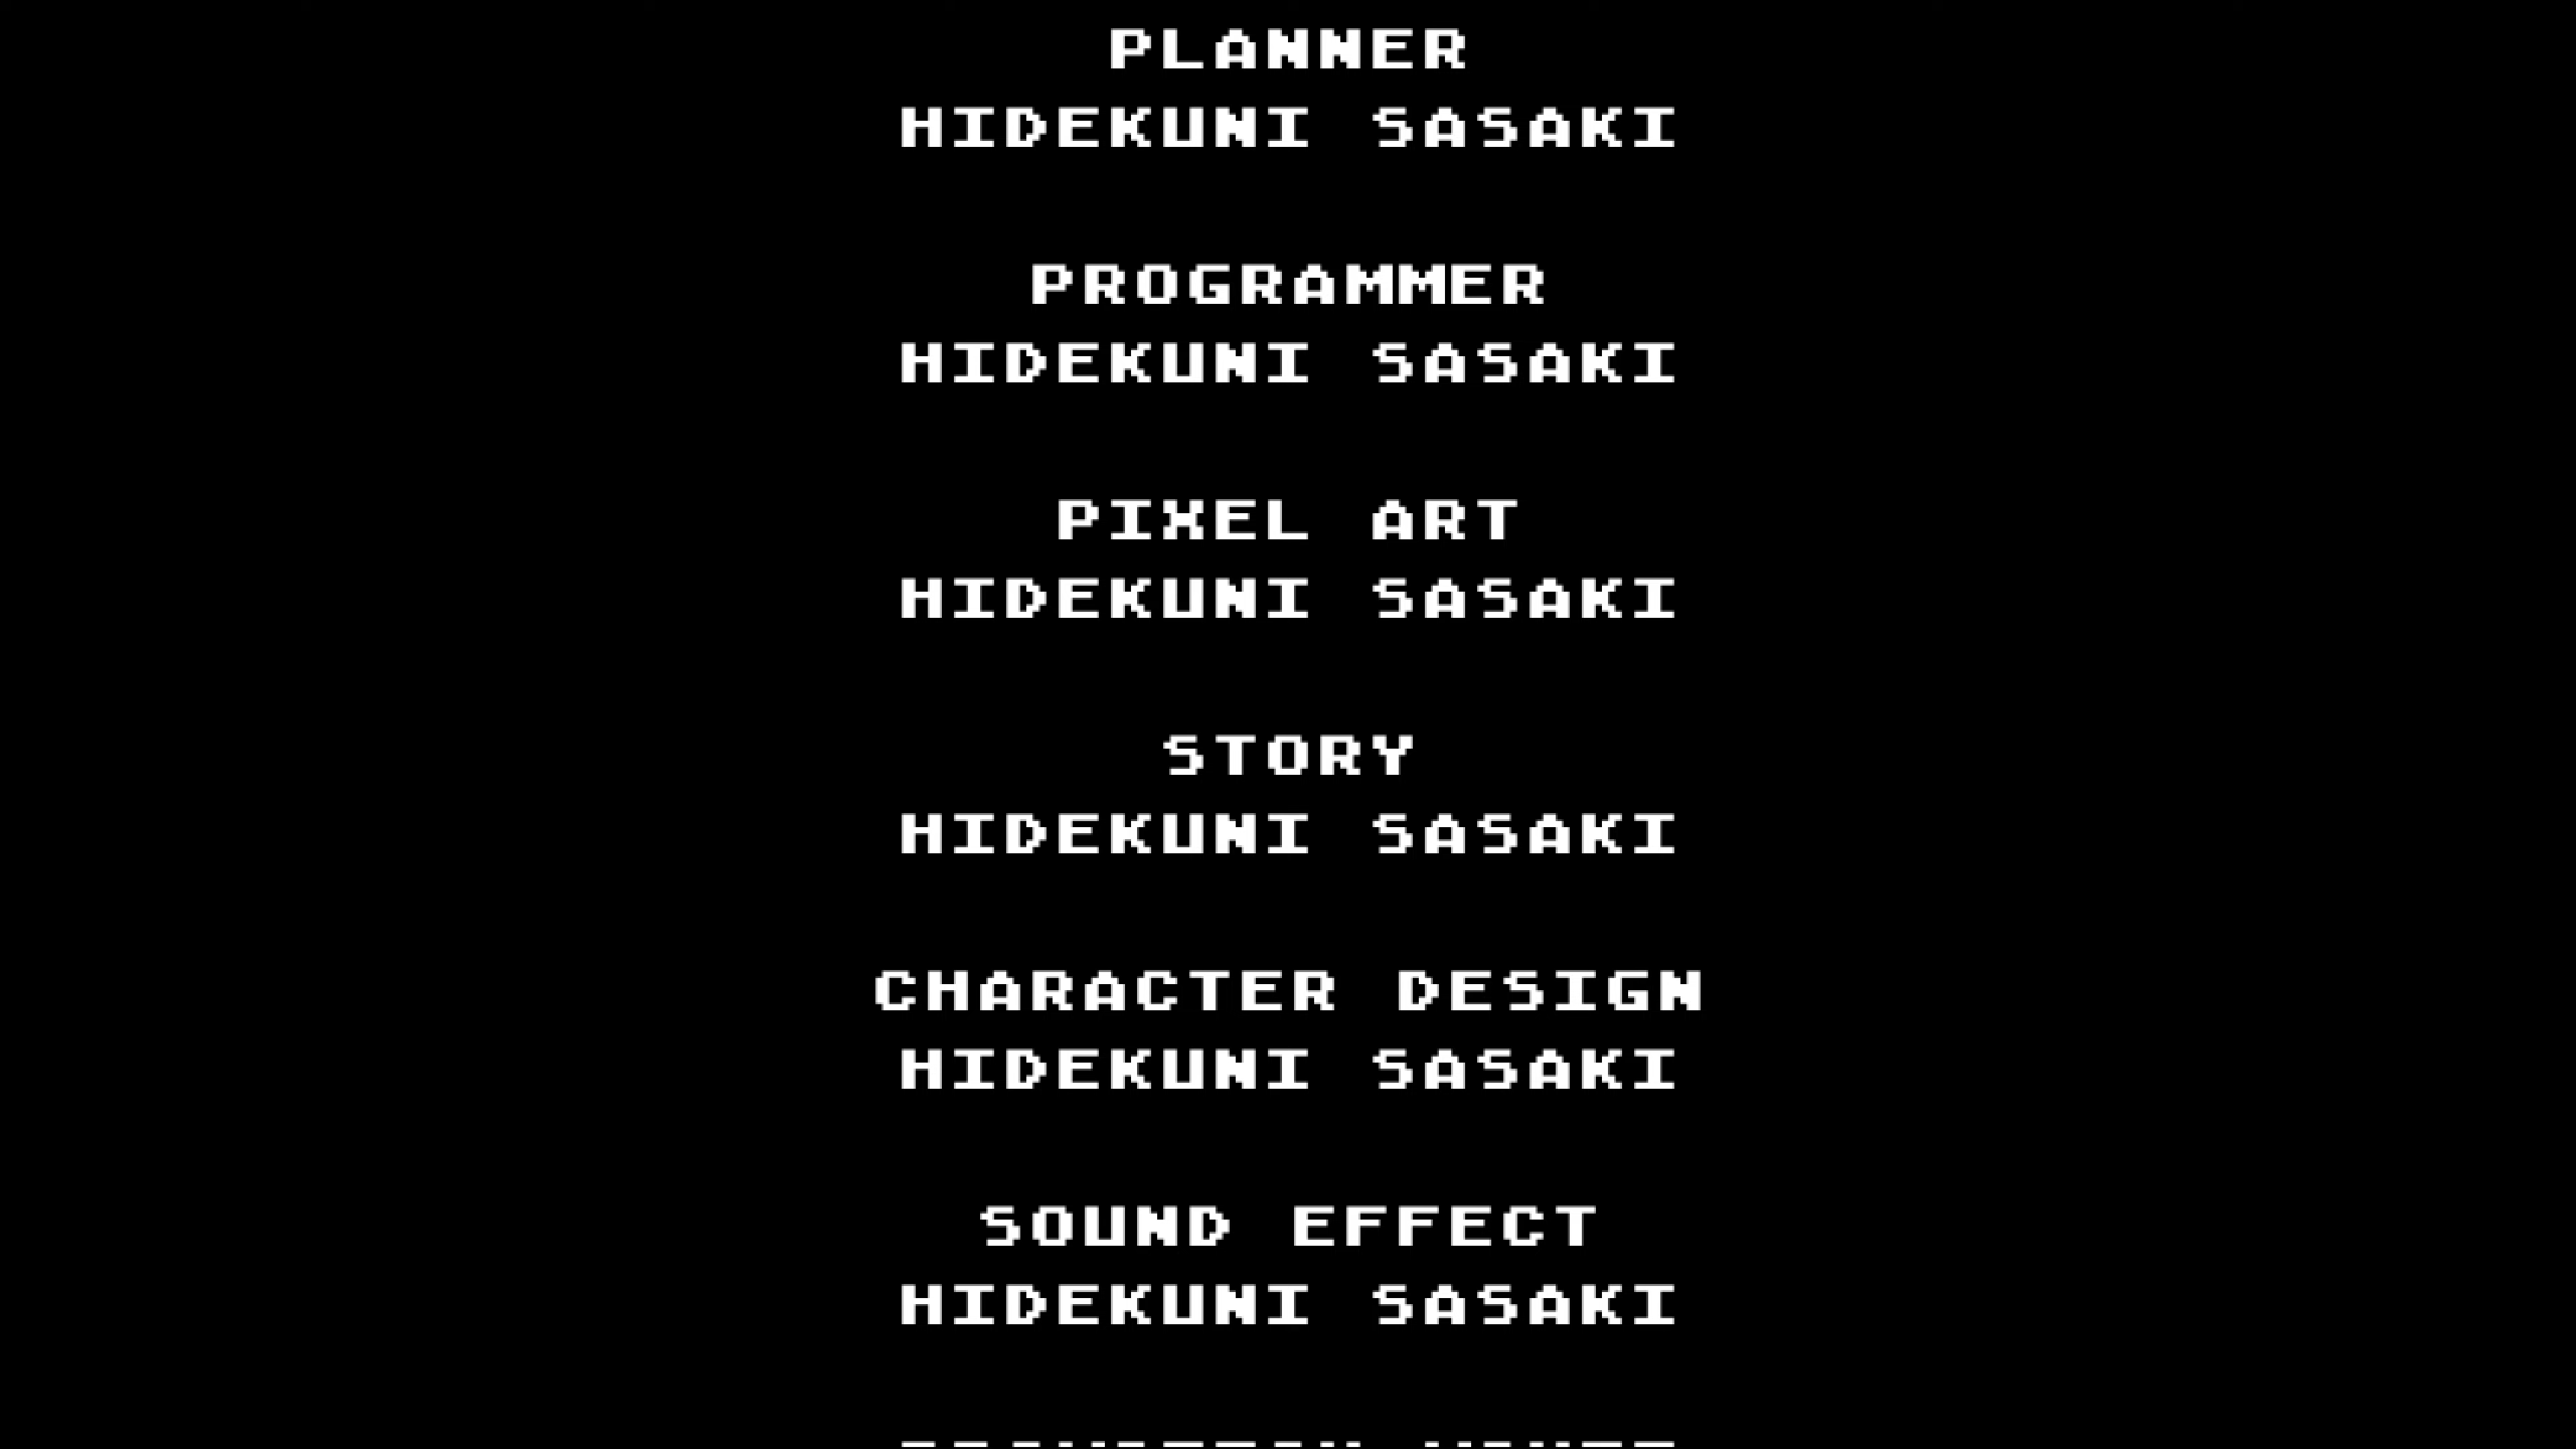 PLANNER
HIDEKUNI SASAKI
PROGRAMMER
HIDEKUNI SASAKI
PIXEL ART
HIDEKUNI SASAKI
STORY
HIDEKUNI SASAKI
CHARACTER DESIGN
HIDEKUNI SASAKI
SOUND EFFECT
HIDEKUNI SASAKI